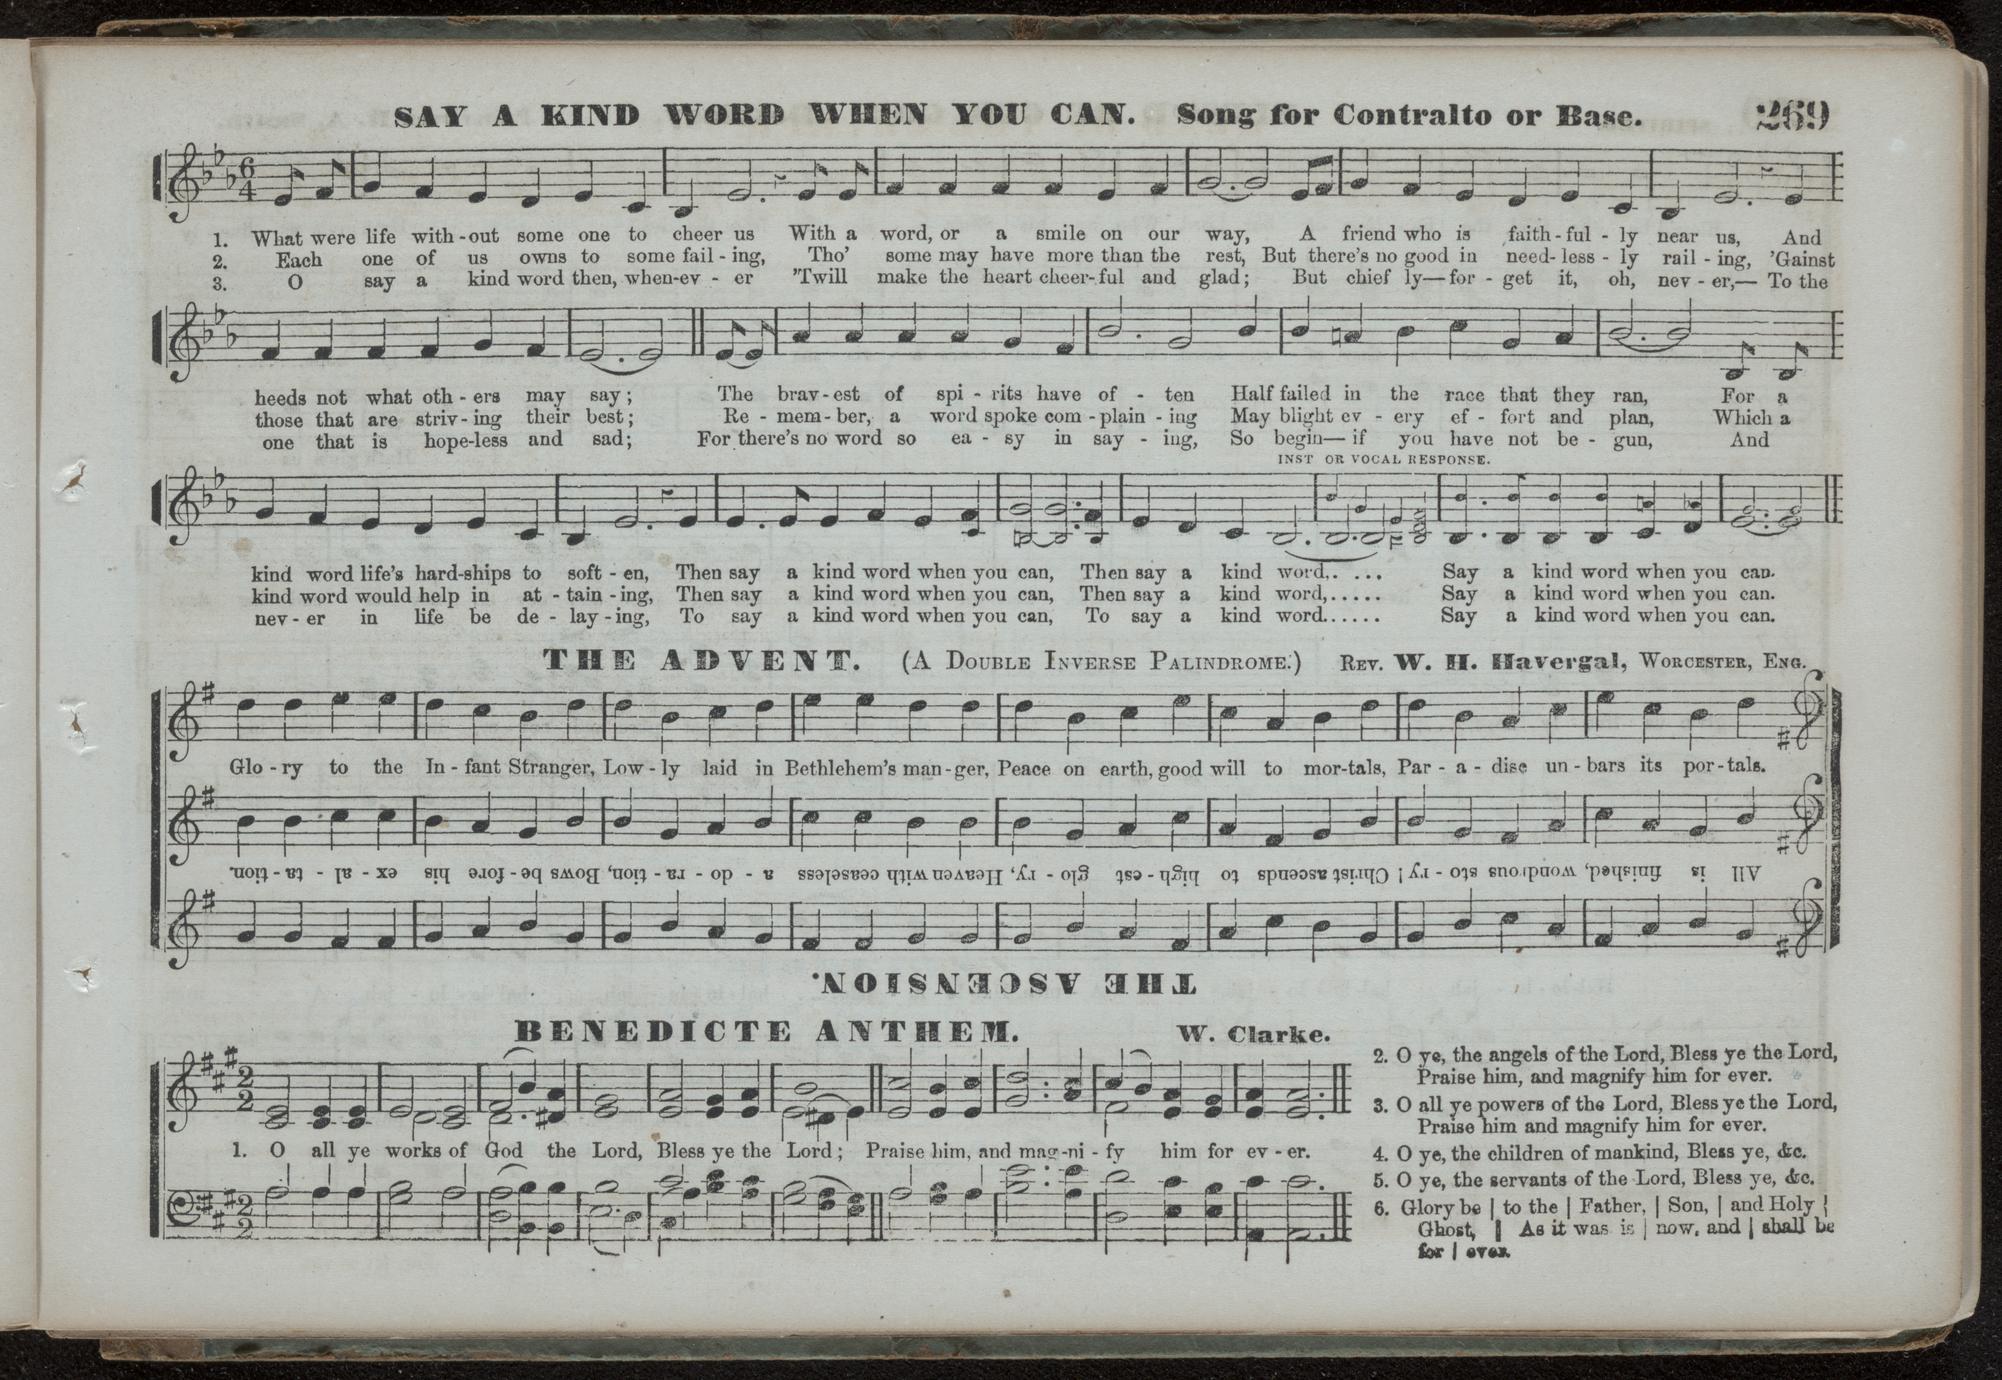 SAY A KIND WORD WHEN YOU CAN. Song for Contralto or Base. 269
6
4
1. What were life with-out some one to cheer us With a word, or a smile on our way, A friend who is faith-ful-ly near us, And
2. Each one of us owns to some fail-ing, Tho' some may have more than the rest, But there's no good in need-less-ly rail-ing, 'Gainst
3. O say a kind word then, when-ev-er 'Twill make the heart cheer-ful and glad; But chief ly—for-get it, oh, nev-er,— To the
heeds not what oth-ers may say; The brav-est of spi-rits have of-ten Half failed in the race that they ran, For a
those that are striv-ing their best; Re-mem-ber, a word spoke com-plain-ing May blight ev-ery ef-fort and plan, Which a
one that is hope-less and sad; For there's no word so ea-sy in say-ing, So begin—if you have not be-gun, And
INST OR VOCAL RESPONSE.
kind word life's hard-ships to soft-en, Then say a kind word when you can, Then say a kind word,. ... Say a kind word when you can.
kind word would help in at-tain-ing, Then say a kind word when you can, Then say a kind word,..... Say a kind word when you can.
nev-er in life be de-lay-ing, To say a kind word when you can, To say a kind word...... Say a kind word when you can.
THE ADVENT. (A DOUBLE INVERSE PALINDROME.) REV. W. H. Havergal, WORCESTER, ENG.
Glo-ry to the In-fant Stranger, Low-ly laid in Bethlehem's man-ger, Peace on earth, good will to mor-tals, Par-a-dise un-bars its por-tals.
All is finished, wondrous sto-ry! Christ ascends to high-est glo-ry, Heaven with ceaseless a-do-ra-tion, Bows be-fore his ex-al-ta-tion.
THE ASCENSION.
BENEDICTE ANTHEM. W. Clarke.
2
2
1. O all ye works of God the Lord, Bless ye the Lord; Praise him, and mag-ni-fy him for ev-er.
2
2
2. O ye, the angels of the Lord, Bless ye the Lord,
Praise him, and magnify him for ever.
3. O all ye powers of the Lord, Bless ye the Lord,
Praise him and magnify him for ever.
4. O ye, the children of mankind, Bless ye, &c.
5. O ye, the servants of the Lord, Bless ye, &c.
6. Glory be | to the | Father, | Son, | and Holy |
Ghost, | As it was is | now, and | shall be
for | ever.